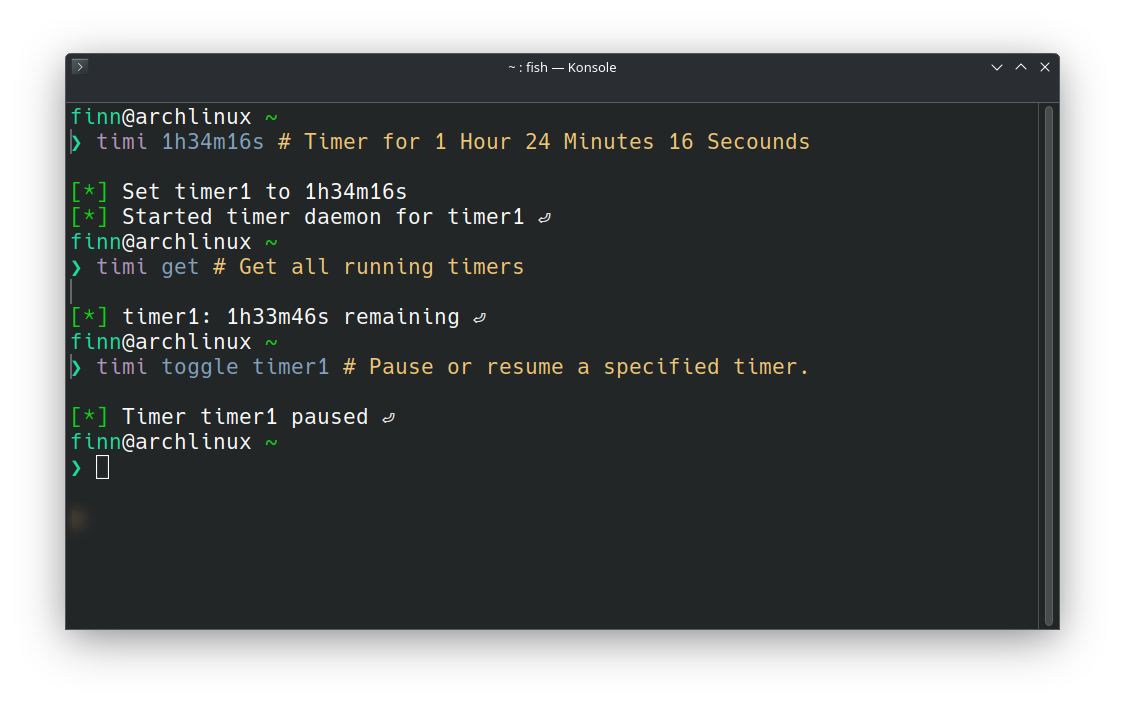 ~ : fish — Konsole
finn@archlinux ~
❯ timi 1h34m16s # Timer for 1 Hour 24 Minutes 16 Secounds
[*] Set timer1 to 1h34m16s
[*] Started timer daemon for timer1 ⏎
finn@archlinux ~
❯ timi get # Get all running timers
[*] timer1: 1h33m46s remaining ⏎
finn@archlinux ~
❯ timi toggle timer1 # Pause or resume a specified timer.
[*] Timer timer1 paused ⏎
finn@archlinux ~
❯